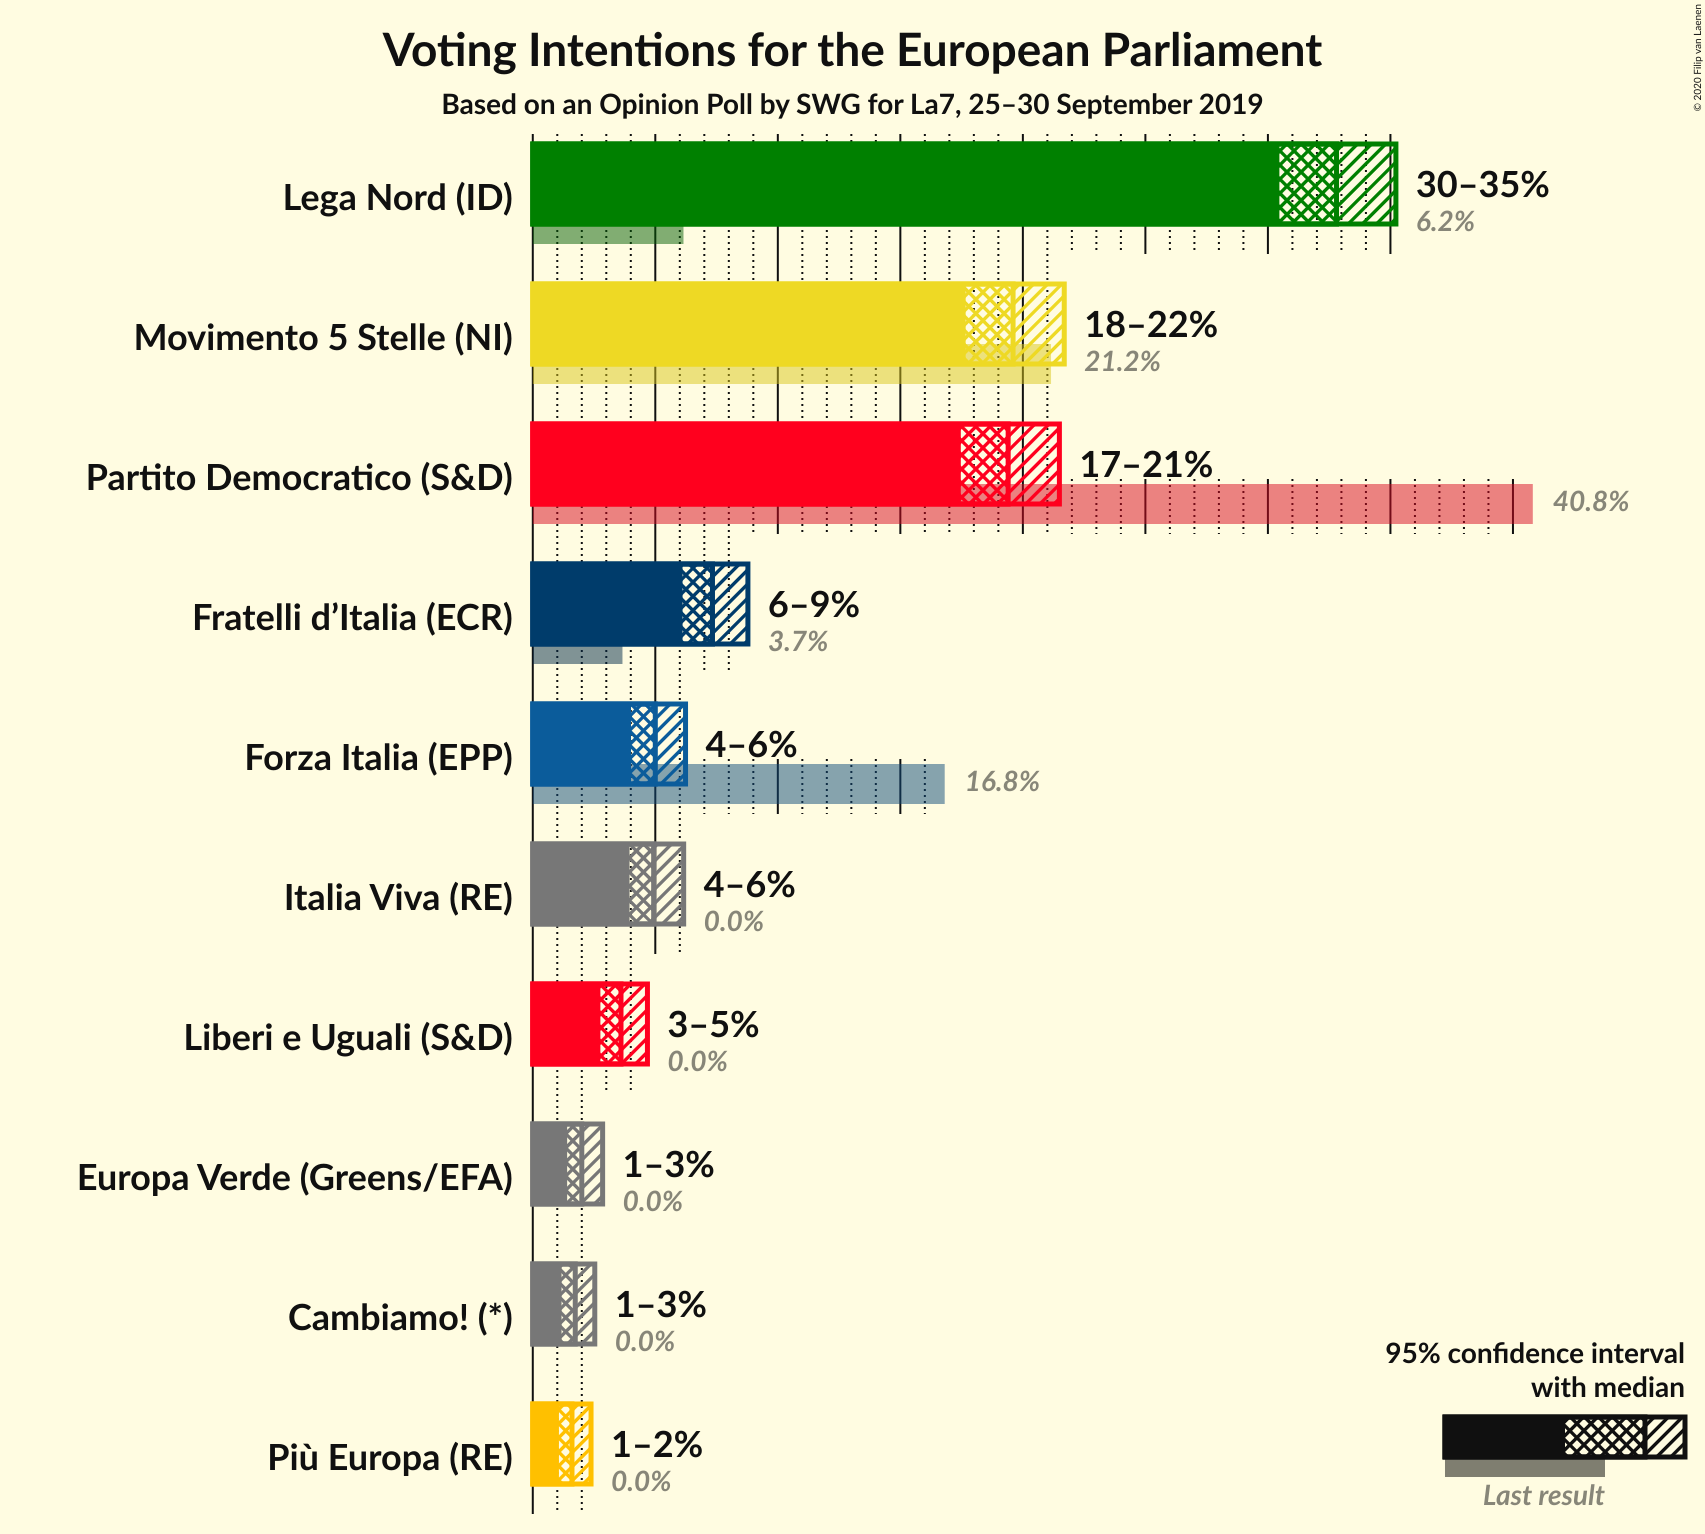 Voting Intentions for the European Parliament
Based on an Opinion Poll by SWG for La7, 25–30 September 2019
© 2020 Filip van Laenen
Lega Nord (ID)
30–35%
6.2%
Movimento 5 Stelle (NI)
18–22%
21.2%
Partito Democratico (S&D)
17–21%
40.8%
Fratelli d’Italia (ECR)
6–9%
3.7%
Forza Italia (EPP)
4–6%
16.8%
Italia Viva (RE)
4–6%
0.0%
Liberi e Uguali (S&D)
3–5%
0.0%
Europa Verde (Greens/EFA)
1–3%
0.0%
Cambiamo! (*)
1–3%
0.0%
Più Europa (RE)
1–2%
0.0%
95% confidence interval
with median
Last result